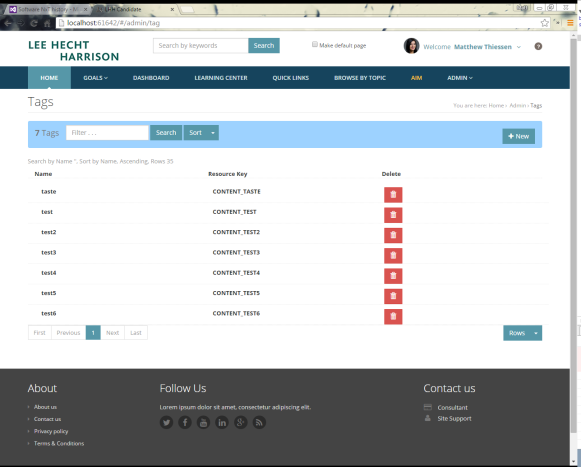 Software Dev history - M
Lee Candidate
localhost:61642/#/admin/tag
LEE HECHT
HARRISON
Search by keywords
Search
Make default page
Welcome Matthew Thiessen
HOME GOALS DASHBOARD LEARNING CENTER QUICK LINKS BROWSE BY TOPIC AIM ADMIN
Tags
You are here: Home › Admin › Tags
7 Tags Filter . . . Search Sort + New
Search by Name '', Sort by Name, Ascending, Rows 35
Name Resource Key Delete
taste CONTENT_TASTE
test CONTENT_TEST
test2 CONTENT_TEST2
test3 CONTENT_TEST3
test4 CONTENT_TEST4
test5 CONTENT_TEST5
test6 CONTENT_TEST6
First Previous 1 Next Last Rows
About
About us
Contact us
Privacy policy
Terms & Conditions
Follow Us
Lorem ipsum dolor sit amet, consectetur adipiscing elit.
Contact us
Consultant
Site Support